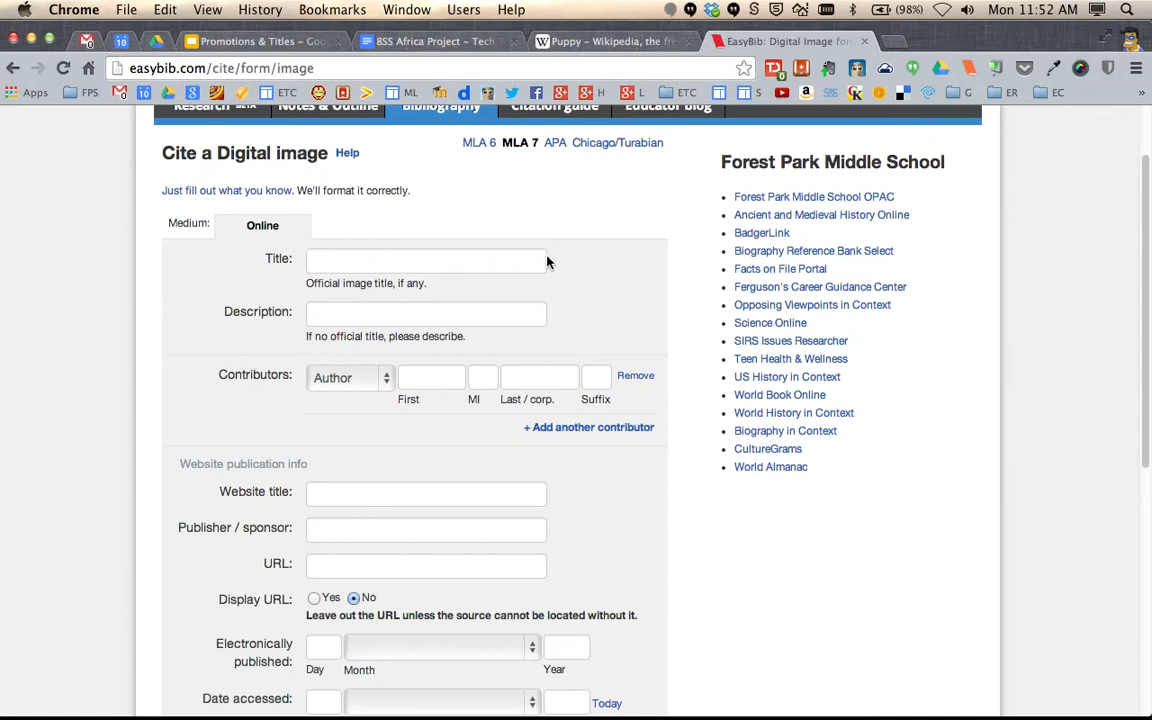 Chrome File Edit View History Bookmarks Window Users Help (98%) Mon 11:52 AM
Promotions & Titles – Goo 8SS Africa Project – Tech T Puppy – Wikipedia, the fre EasyBib: Digital Image for
easybib.com/cite/form/image
Apps FPS ETC ML H L ETC S SBS G ER EC »
Research BETA Notes & Outline Bibliography Citation guide Educator blog
MLA 6 MLA 7 APA Chicago/Turabian
Cite a Digital image Help
Just fill out what you know. We'll format it correctly.
Medium: Online
Title:
Official image title, if any.
Description:
If no official title, please describe.
Contributors: Author Remove
First MI Last / corp. Suffix
+ Add another contributor
Website publication info
Website title:
Publisher / sponsor:
URL:
Display URL: Yes No
Leave out the URL unless the source cannot be located without it.
Electronically
published:
Day Month Year
Date accessed: Today
Forest Park Middle School
Forest Park Middle School OPAC
Ancient and Medieval History Online
BadgerLink
Biography Reference Bank Select
Facts on File Portal
Ferguson's Career Guidance Center
Opposing Viewpoints in Context
Science Online
SIRS Issues Researcher
Teen Health & Wellness
US History in Context
World Book Online
World History in Context
Biography in Context
CultureGrams
World Almanac